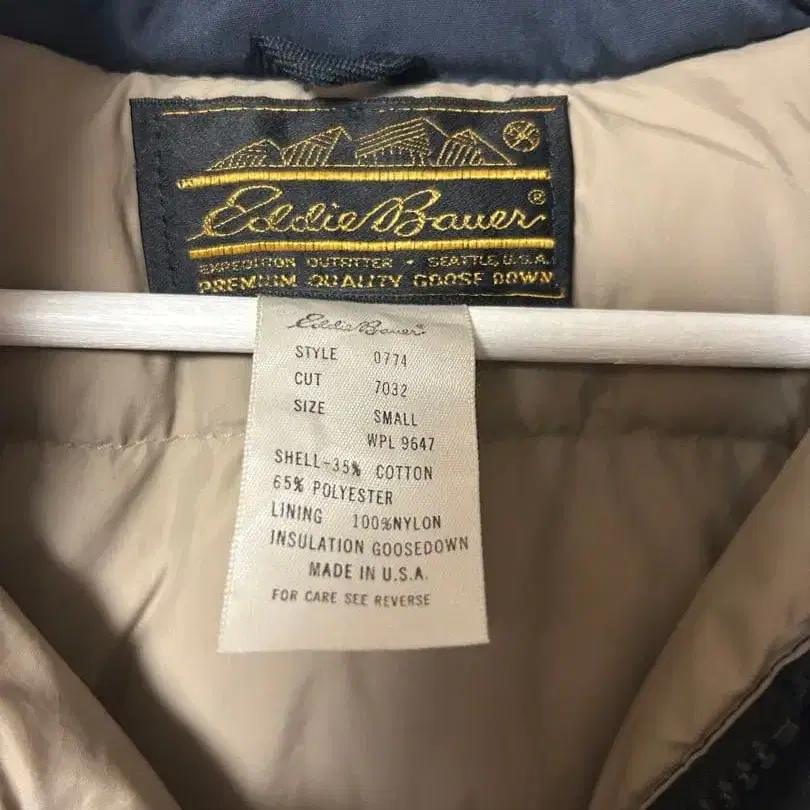 Eddie Bauer®
EXPEDITION OUTFITTER • SEATTLE, U.S.A.
PREMIUM QUALITY GOOSE DOWN
Eddie Bauer®
STYLE 0774
CUT 7032
SIZE SMALL
WPL 9647
SHELL-35% COTTON
65% POLYESTER
LINING 100%NYLON
INSULATION GOOSEDOWN
MADE IN U.S.A.
FOR CARE SEE REVERSE